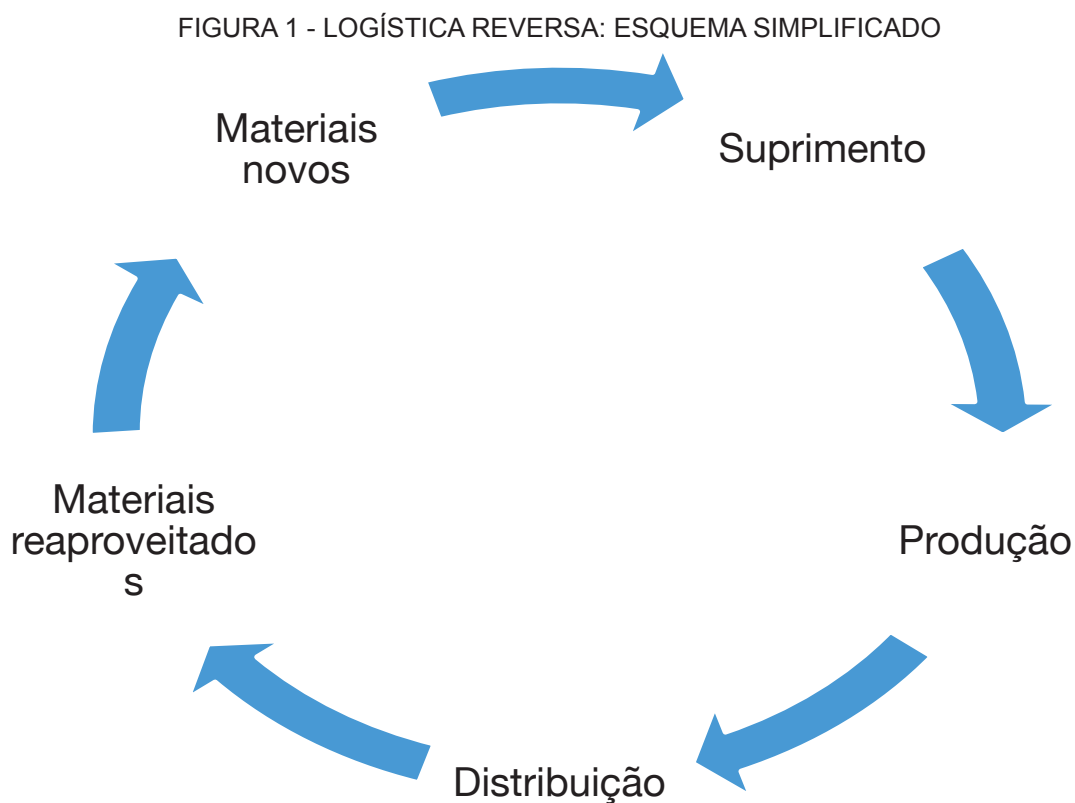 FIGURA 1 - LOGÍSTICA REVERSA: ESQUEMA SIMPLIFICADO
Materiais
novos
Suprimento
Produção
Distribuição
Materiais
reaproveitado
s